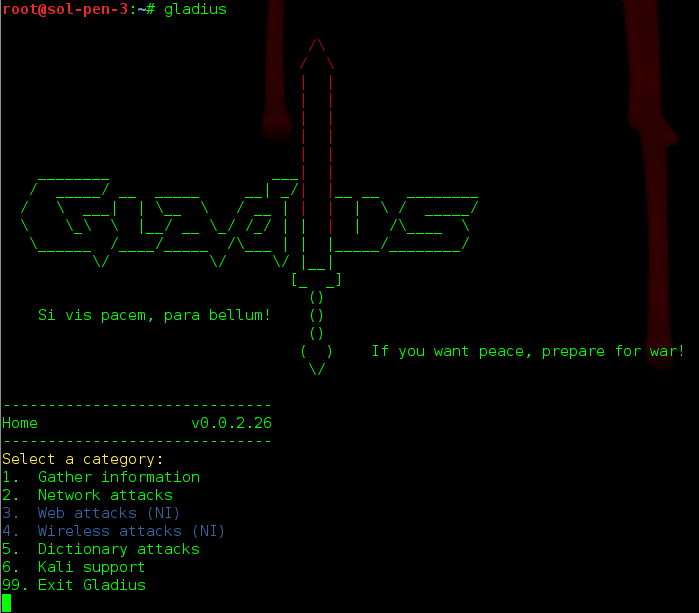 root@sol-pen-3:~# gladius
Gladius
Si vis pacem, para bellum!
If you want peace, prepare for war!
------------------------------
Home                 v0.0.2.26
------------------------------
Select a category:
1.  Gather information
2.  Network attacks
3.  Web attacks (NI)
4.  Wireless attacks (NI)
5.  Dictionary attacks
6.  Kali support
99. Exit Gladius